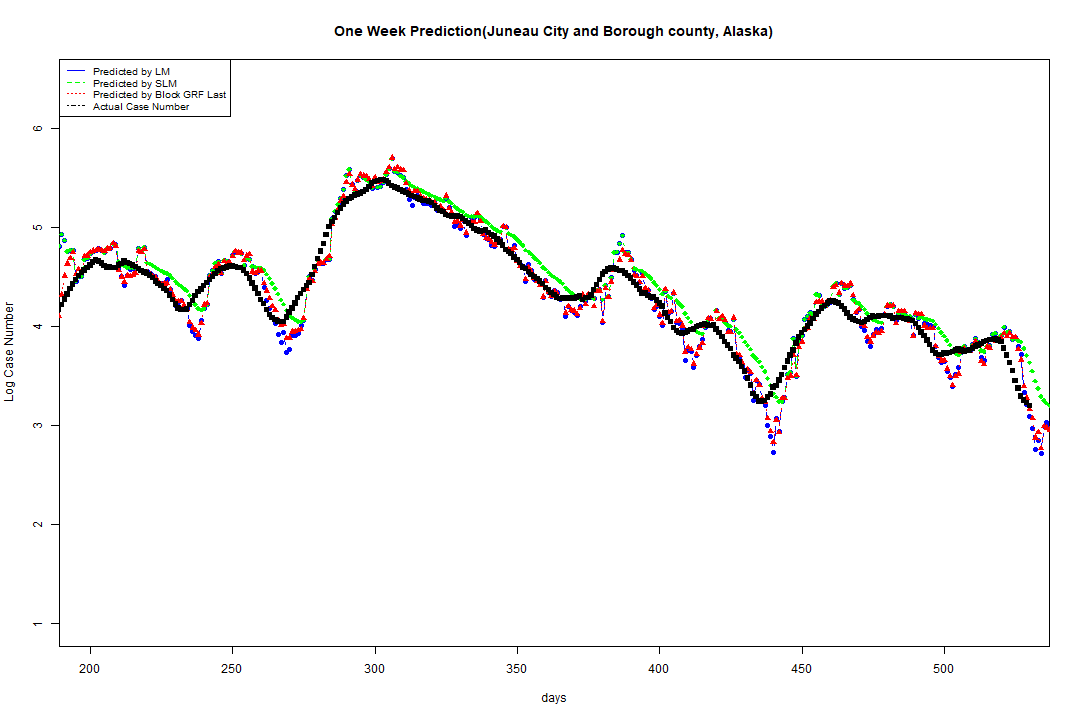 One Week Prediction(Juneau City and Borough county, Alaska)
Predicted by LM
Predicted by SLM
Predicted by Block GRF Last
Actual Case Number
6
5
4
3
2
1
Log Case Number
200 250 300 350 400 450 500
days